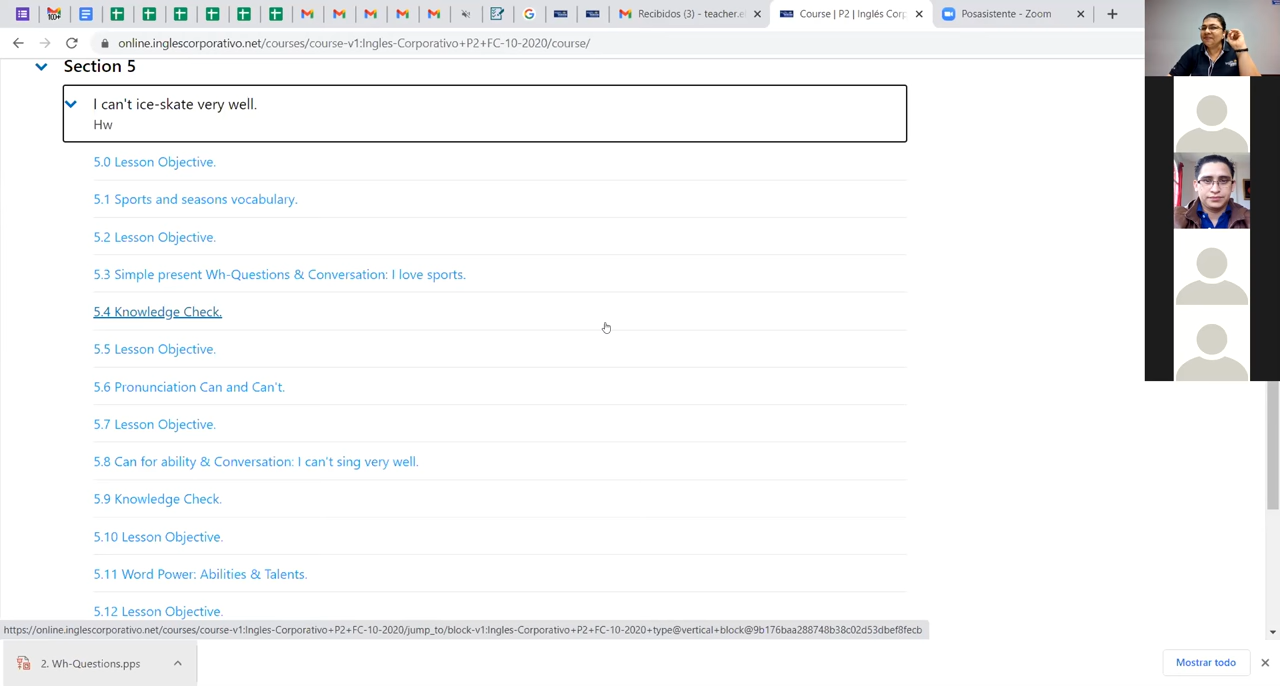 100+
Recibidos (3) - teacher.e
Course | P2 | Inglés Corp
Posasistente - Zoom
online.inglescorporativo.net/courses/course-v1:Ingles-Corporativo+P2+FC-10-2020/course/
Section 5
I can't ice-skate very well.
Hw
5.0 Lesson Objective.
5.1 Sports and seasons vocabulary.
5.2 Lesson Objective.
5.3 Simple present Wh-Questions & Conversation: I love sports.
5.4 Knowledge Check.
5.5 Lesson Objective.
5.6 Pronunciation Can and Can't.
5.7 Lesson Objective.
5.8 Can for ability & Conversation: I can't sing very well.
5.9 Knowledge Check.
5.10 Lesson Objective.
5.11 Word Power: Abilities & Talents.
5.12 Lesson Objective.
https://online.inglescorporativo.net/courses/course-v1:Ingles-Corporativo+P2+FC-10-2020/jump_to/block-v1:Ingles-Corporativo+P2+FC-10-2020+type@vertical+block@9b176baa288748b38c02d53dbef8fecb
2. Wh-Questions.pps
Mostrar todo